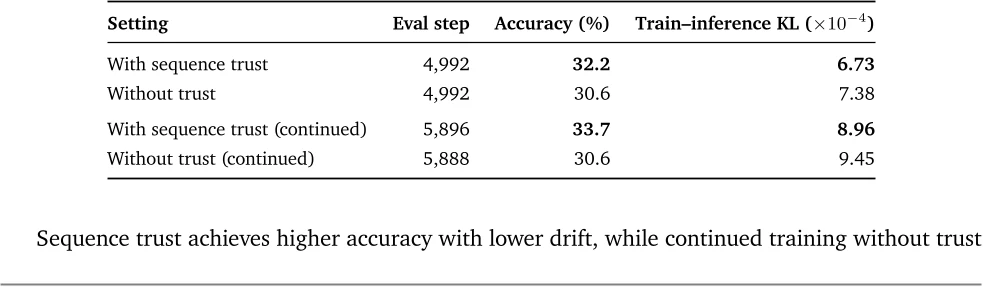 Setting Eval step Accuracy (%) Train–inference KL (×10⁻⁴)
With sequence trust 4,992 32.2 6.73
Without trust 4,992 30.6 7.38
With sequence trust (continued) 5,896 33.7 8.96
Without trust (continued) 5,888 30.6 9.45
Sequence trust achieves higher accuracy with lower drift, while continued training without trust